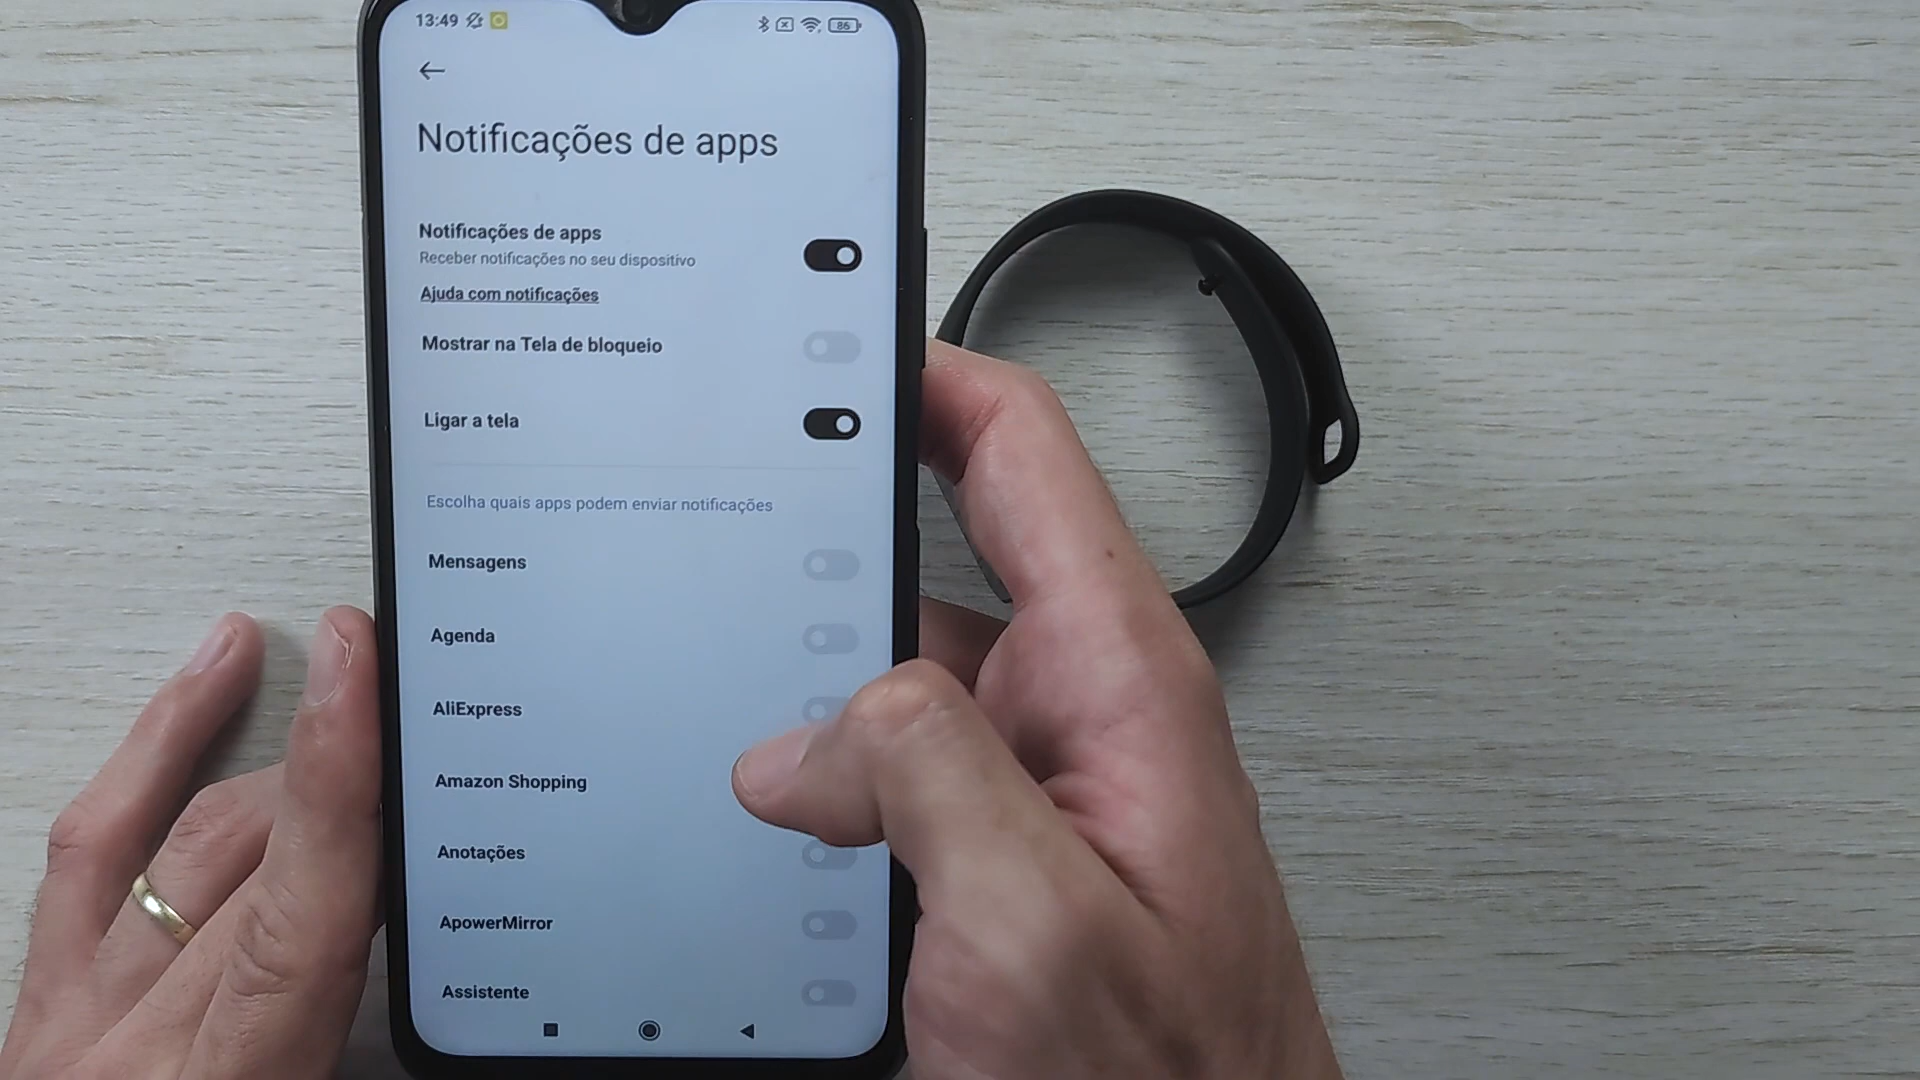 13:49
86
Notificações de apps
Notificações de apps
Receber notificações no seu dispositivo
Ajuda com notificações
Mostrar na Tela de bloqueio
Ligar a tela
Escolha quais apps podem enviar notificações
Mensagens
Agenda
AliExpress
Amazon Shopping
Anotações
ApowerMirror
Assistente